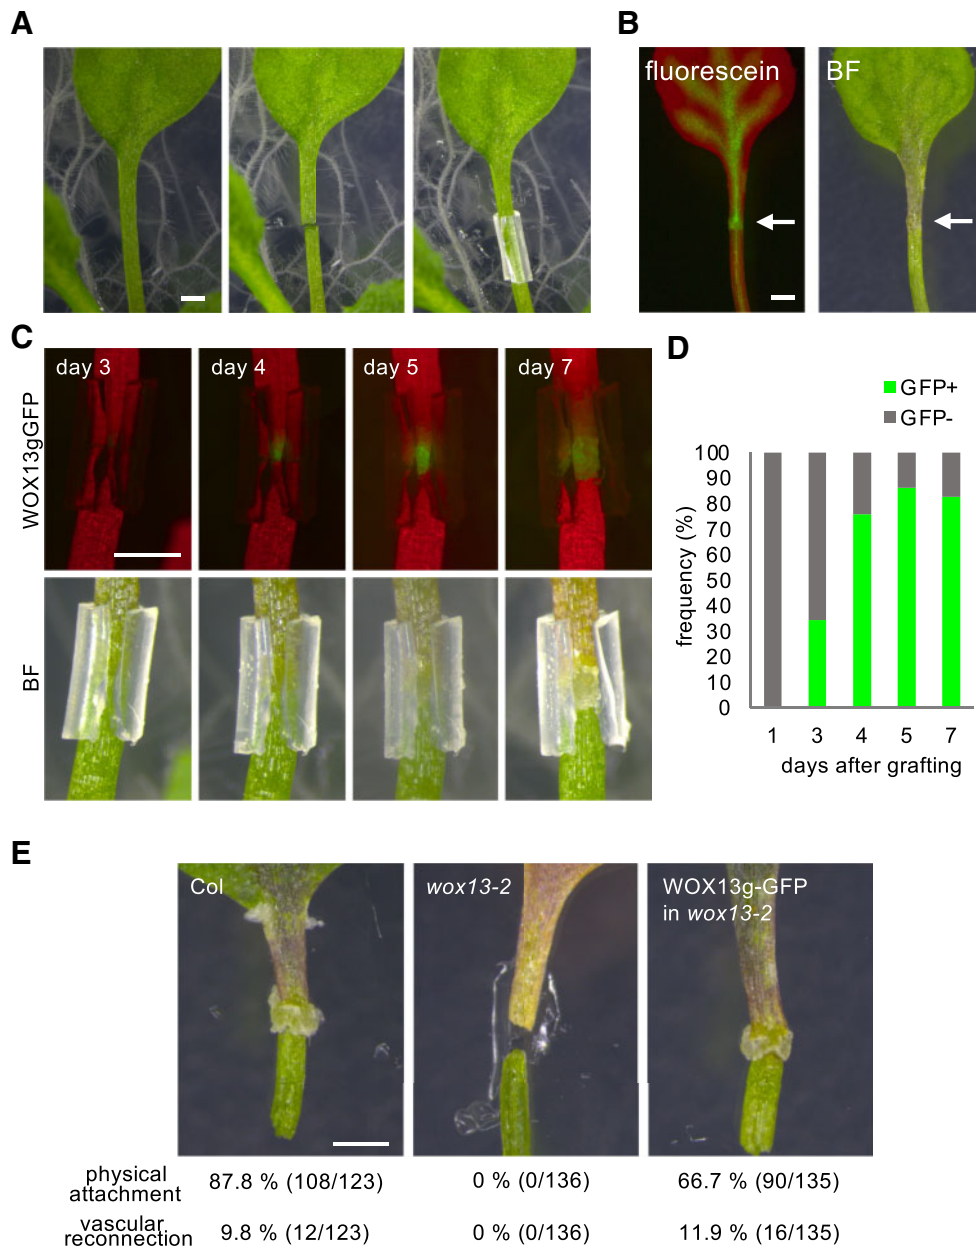 A
B
fluorescein
BF
C
day 3
day 4
day 5
day 7
WOX13gGFP
BF
D
GFP+
GFP-
frequency (%)
100
90
80
70
60
50
40
30
20
10
0
1 3 4 5 7
days after grafting
E
Col
wox13-2
WOX13g-GFP
in wox13-2
physical
attachment
87.8 % (108/123)
0 % (0/136)
66.7 % (90/135)
vascular
reconnection
9.8 % (12/123)
0 % (0/136)
11.9 % (16/135)